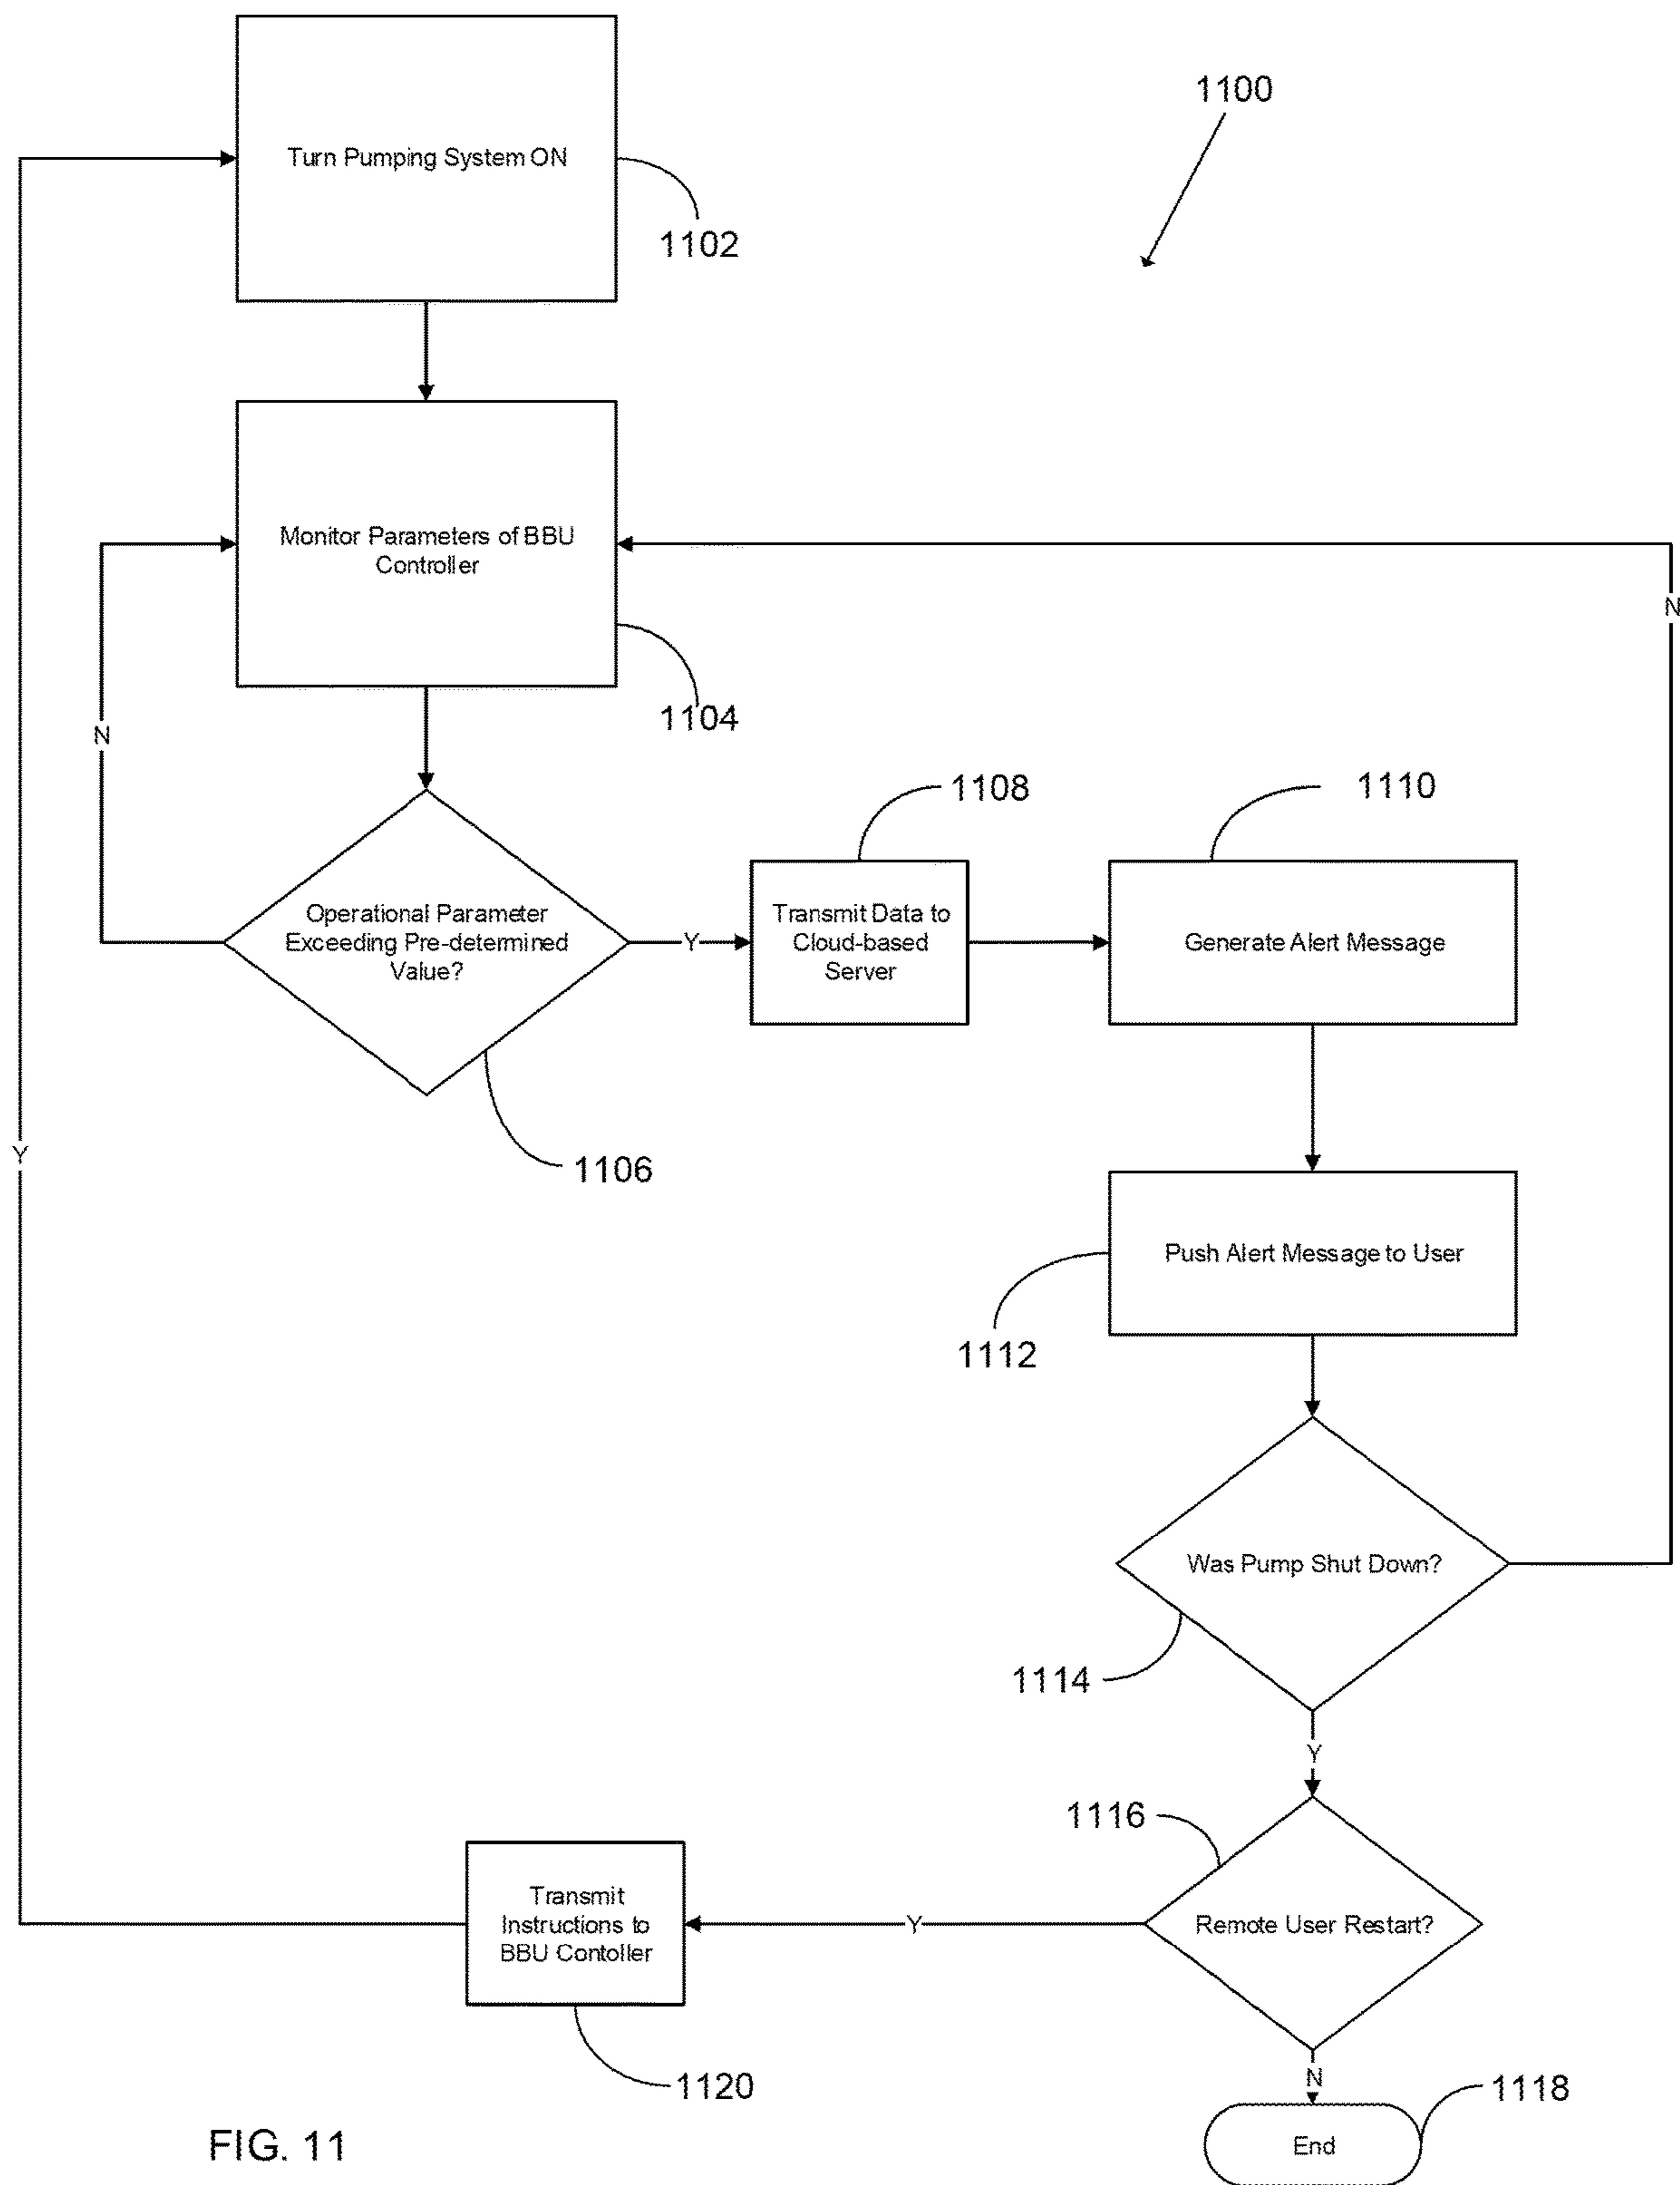 1100
Turn Pumping System ON
1102
Monitor Parameters of BBU
Controller
N
1104
N
1108
1110
Operational Parameter
Exceeding Pre-determined
Value?
Y
Transmit Data to
Cloud-based
Server
Generate Alert Message
Y
1106
Push Alert Message to User
1112
Was Pump Shut Down?
1114
Y
1116
Transmit
Instructions to
BBU Contoller
Y
Remote User Restart?
1120
N
1118
End
FIG. 11